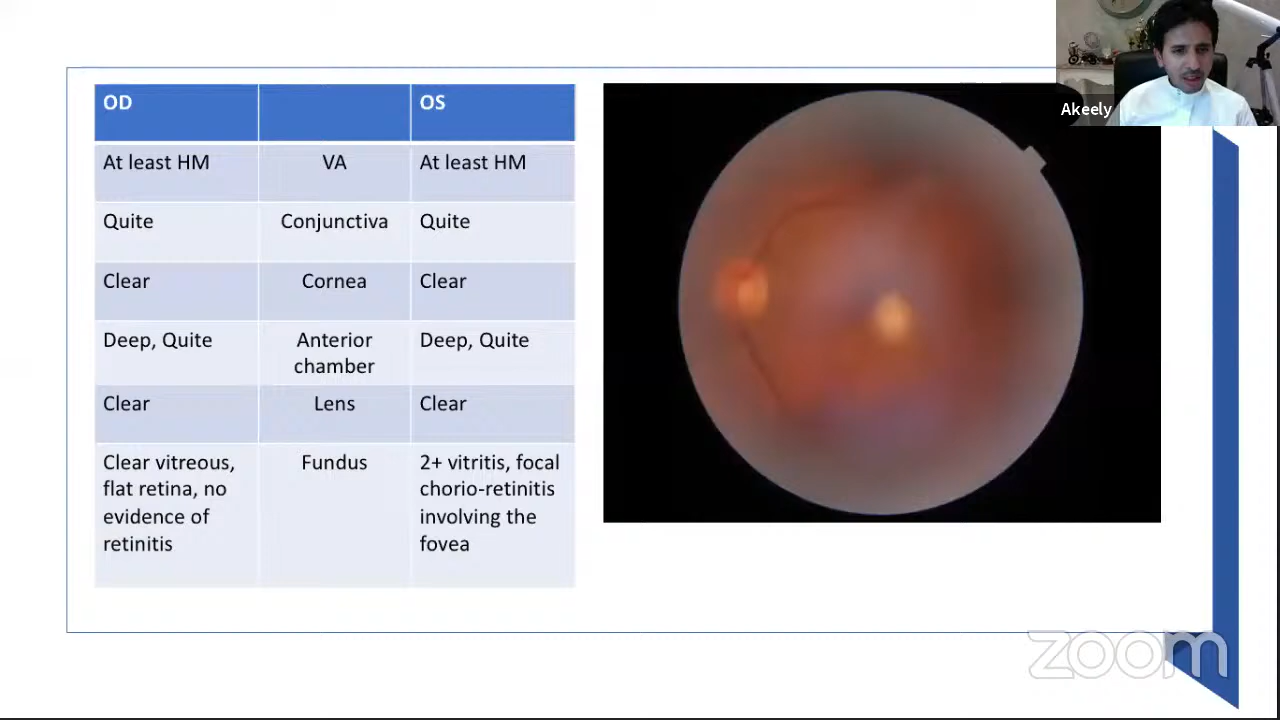 Akeely
OD OS
At least HM VA At least HM
Quite Conjunctiva Quite
Clear Cornea Clear
Deep, Quite Anterior Deep, Quite
chamber
Clear Lens Clear
Clear vitreous, Fundus 2+ vitritis, focal
flat retina, no chorio-retinitis
evidence of involving the
retinitis fovea
zoom